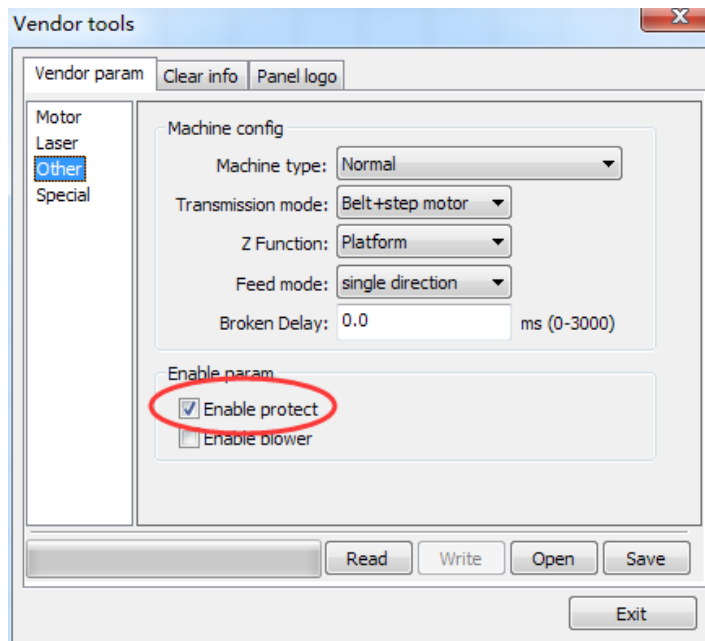 Vendor tools
Vendor param Clear info Panel logo
Motor
Laser
Other
Special
Machine config
Machine type: Normal
Transmission mode: Belt+step motor
Z Function: Platform
Feed mode: single direction
Broken Delay: 0.0 ms (0-3000)
Enable param
Enable protect
Enable blower
Read Write Open Save
Exit